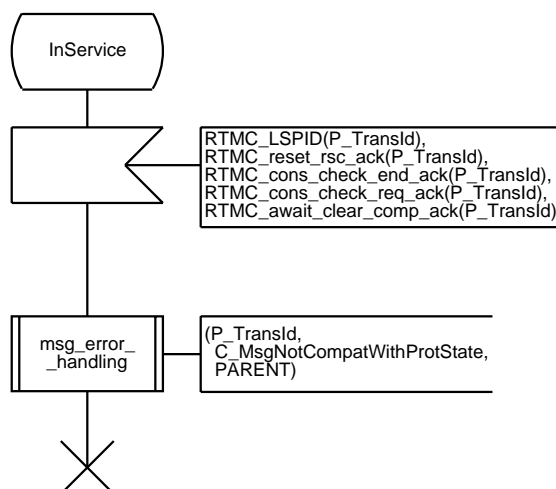 InService
RTMC_LSPID(P_TransId),
RTMC_reset_rsc_ack(P_TransId),
RTMC_cons_check_end_ack(P_TransId),
RTMC_cons_check_req_ack(P_TransId),
RTMC_await_clear_comp_ack(P_TransId)
msg_error_
_handling
(P_TransId,
C_MsgNotCompatWithProtState,
PARENT)